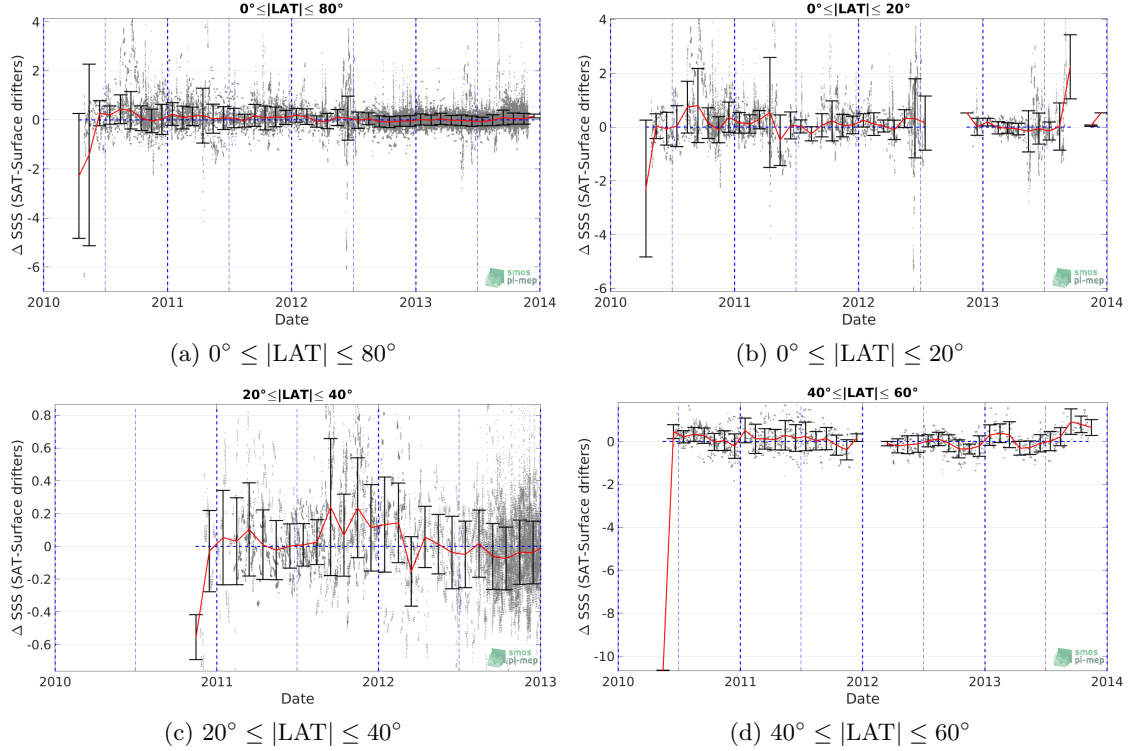 0°≤|LAT|≤ 80°
Δ SSS (SAT-Surface drifters)
4
2
0
-2
-4
-6
smos
pi-mep
2010
2011
2012
2013
2014
Date
(a) 0° ≤ |LAT| ≤ 80°
0°≤|LAT|≤ 20°
Δ SSS (SAT-Surface drifters)
4
2
0
-2
-4
-6
smos
pi-mep
2010
2011
2012
2013
2014
Date
(b) 0° ≤ |LAT| ≤ 20°
20°≤|LAT|≤ 40°
Δ SSS (SAT-Surface drifters)
0.8
0.6
0.4
0.2
0
-0.2
-0.4
-0.6
smos
pi-mep
2010
2011
2012
2013
Date
(c) 20° ≤ |LAT| ≤ 40°
40°≤|LAT|≤ 60°
Δ SSS (SAT-Surface drifters)
0
-2
-4
-6
-8
-10
smos
pi-mep
2010
2011
2012
2013
2014
Date
(d) 40° ≤ |LAT| ≤ 60°